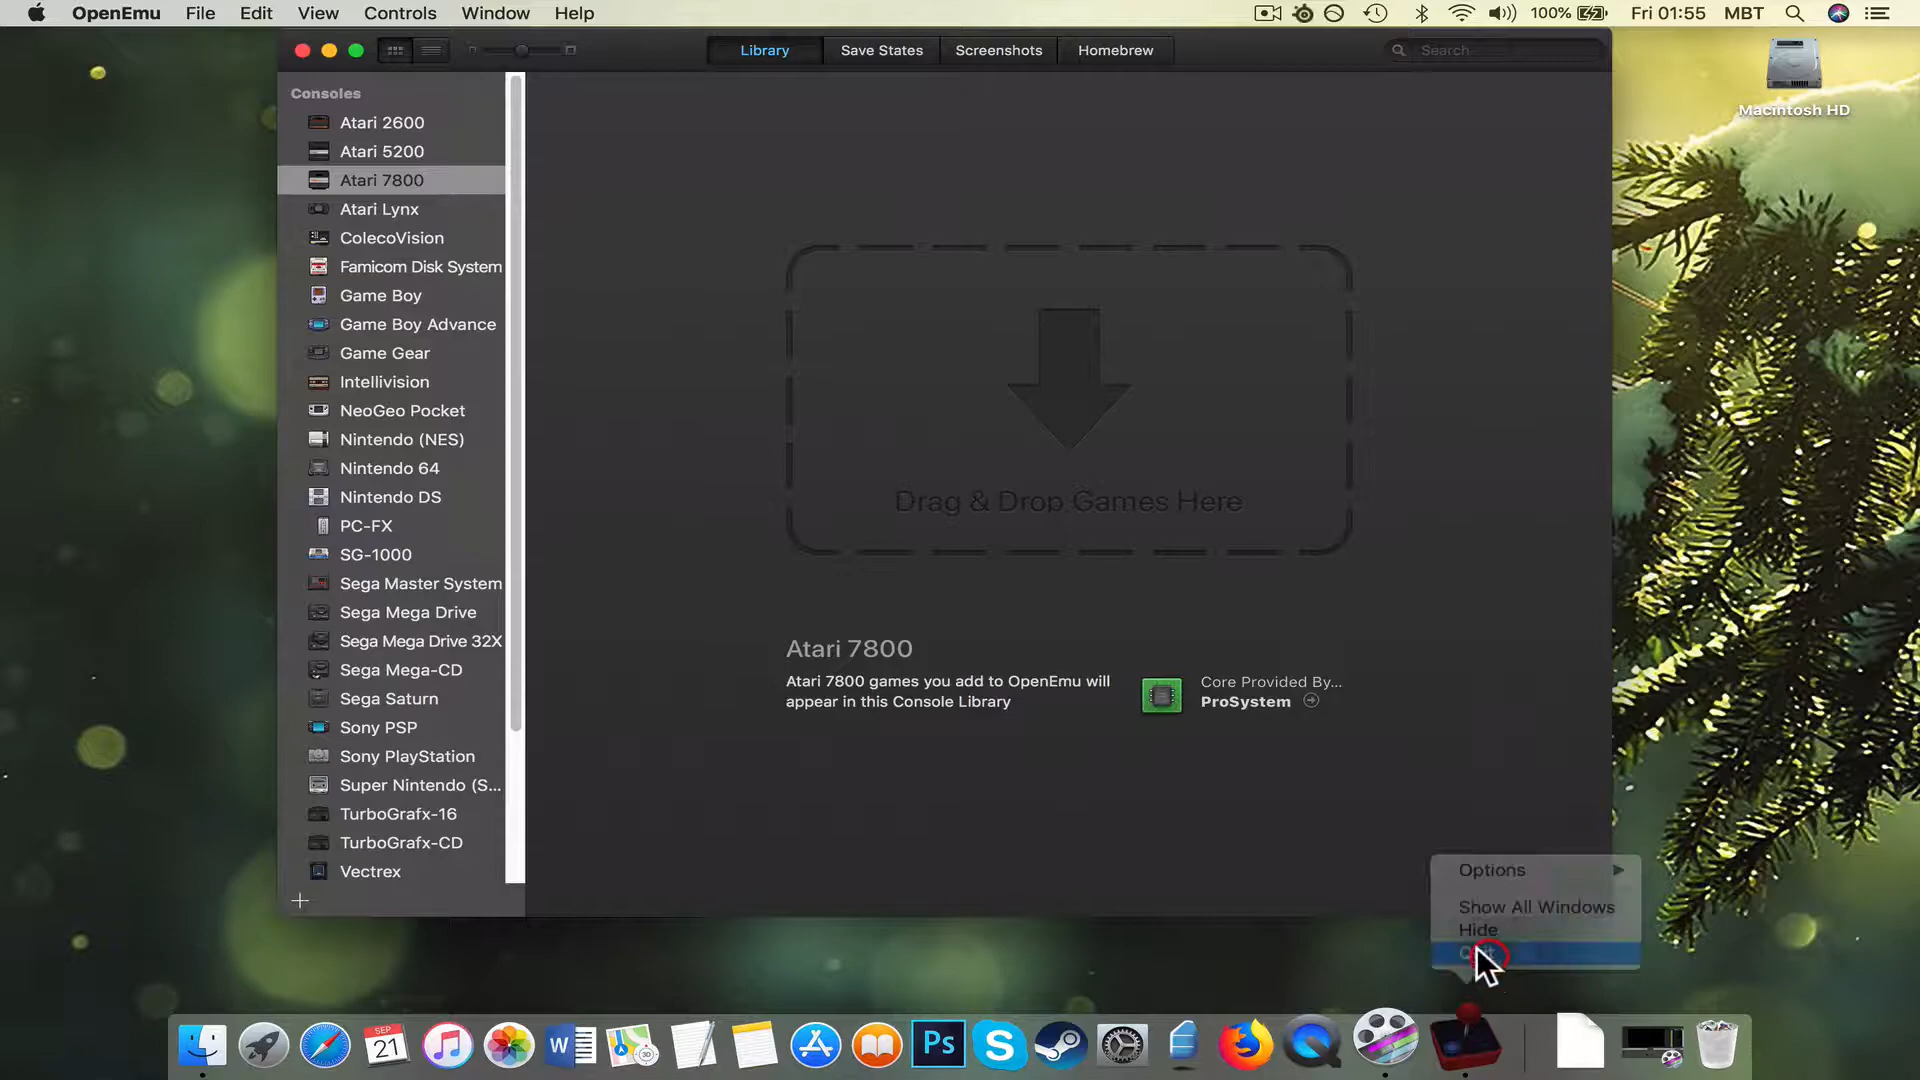 OpenEmu File Edit View Controls Window Help 100% Fri 01:55 MBT
Library Save States Screenshots Homebrew Search
Macintosh HD
Consoles
Atari 2600
Atari 5200
Atari 7800
Atari Lynx
ColecoVision
Famicom Disk System
Game Boy
Game Boy Advance
Game Gear
Intellivision
NeoGeo Pocket
Nintendo (NES)
Nintendo 64
Nintendo DS
PC-FX
SG-1000
Sega Master System
Sega Mega Drive
Sega Mega Drive 32X
Sega Mega-CD
Sega Saturn
Sony PSP
Sony PlayStation
Super Nintendo (S...
TurboGrafx-16
TurboGrafx-CD
Vectrex
Drag & Drop Games Here
Atari 7800
Atari 7800 games you add to OpenEmu will
appear in this Console Library
Core Provided By...
ProSystem
Options
Show All Windows
Hide
SEP
21
W
3D
Ps
S